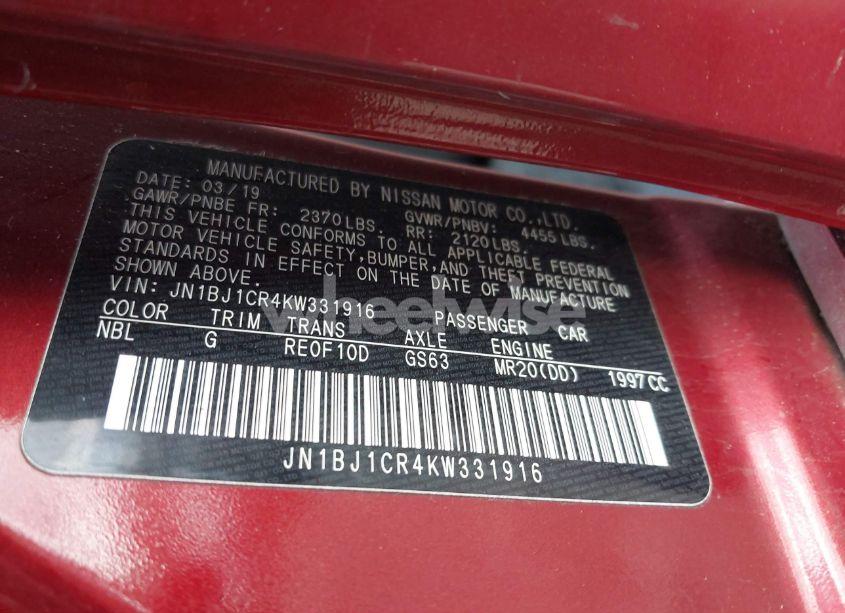 MANUFACTURED BY NISSAN MOTOR CO.,LTD.
DATE: 03/19
GAWR/PNBE FR: 2370LBS. GVWR/PNBV: 4455LBS.
RR: 2120LBS.
THIS VEHICLE CONFORMS TO ALL APPLICABLE FEDERAL
MOTOR VEHICLE SAFETY,BUMPER,AND THEFT PREVENTION
STANDARDS IN EFFECT ON THE DATE OF MANUFACTURE
SHOWN ABOVE.
VIN: JN1BJ1CR4KW331916 PASSENGER CAR
COLOR TRIM TRANS AXLE ENGINE
NBL G RE0F10D GS63 MR20(DD) 1997CC
JN1BJ1CR4KW331916
wheelwise